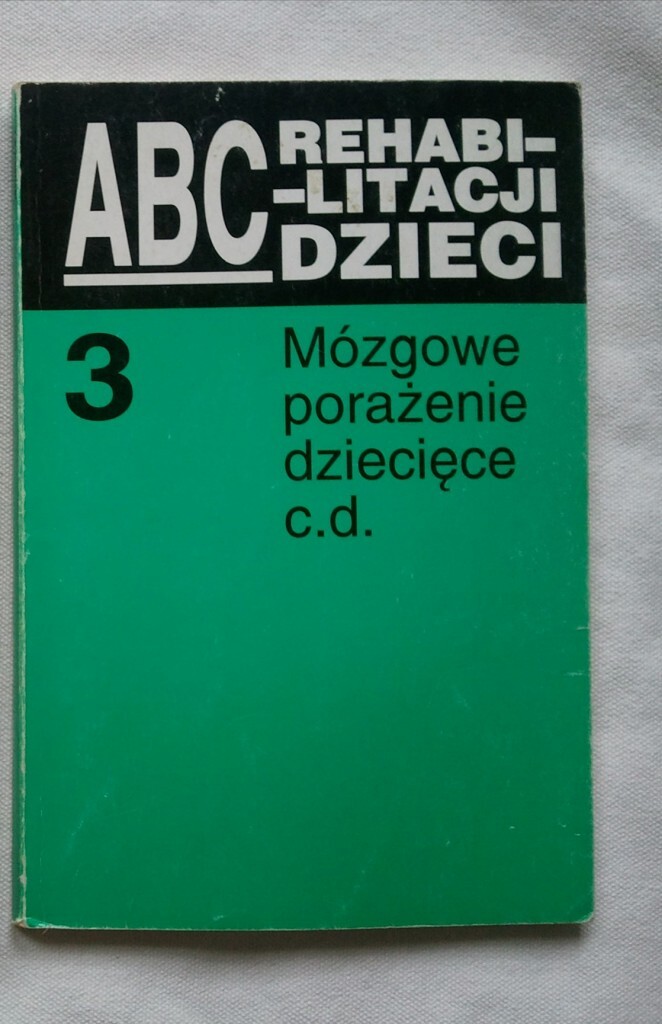 ABC REHABI-
-LITACJI
DZIECI
3
Mózgowe
porażenie
dziecięce
c.d.